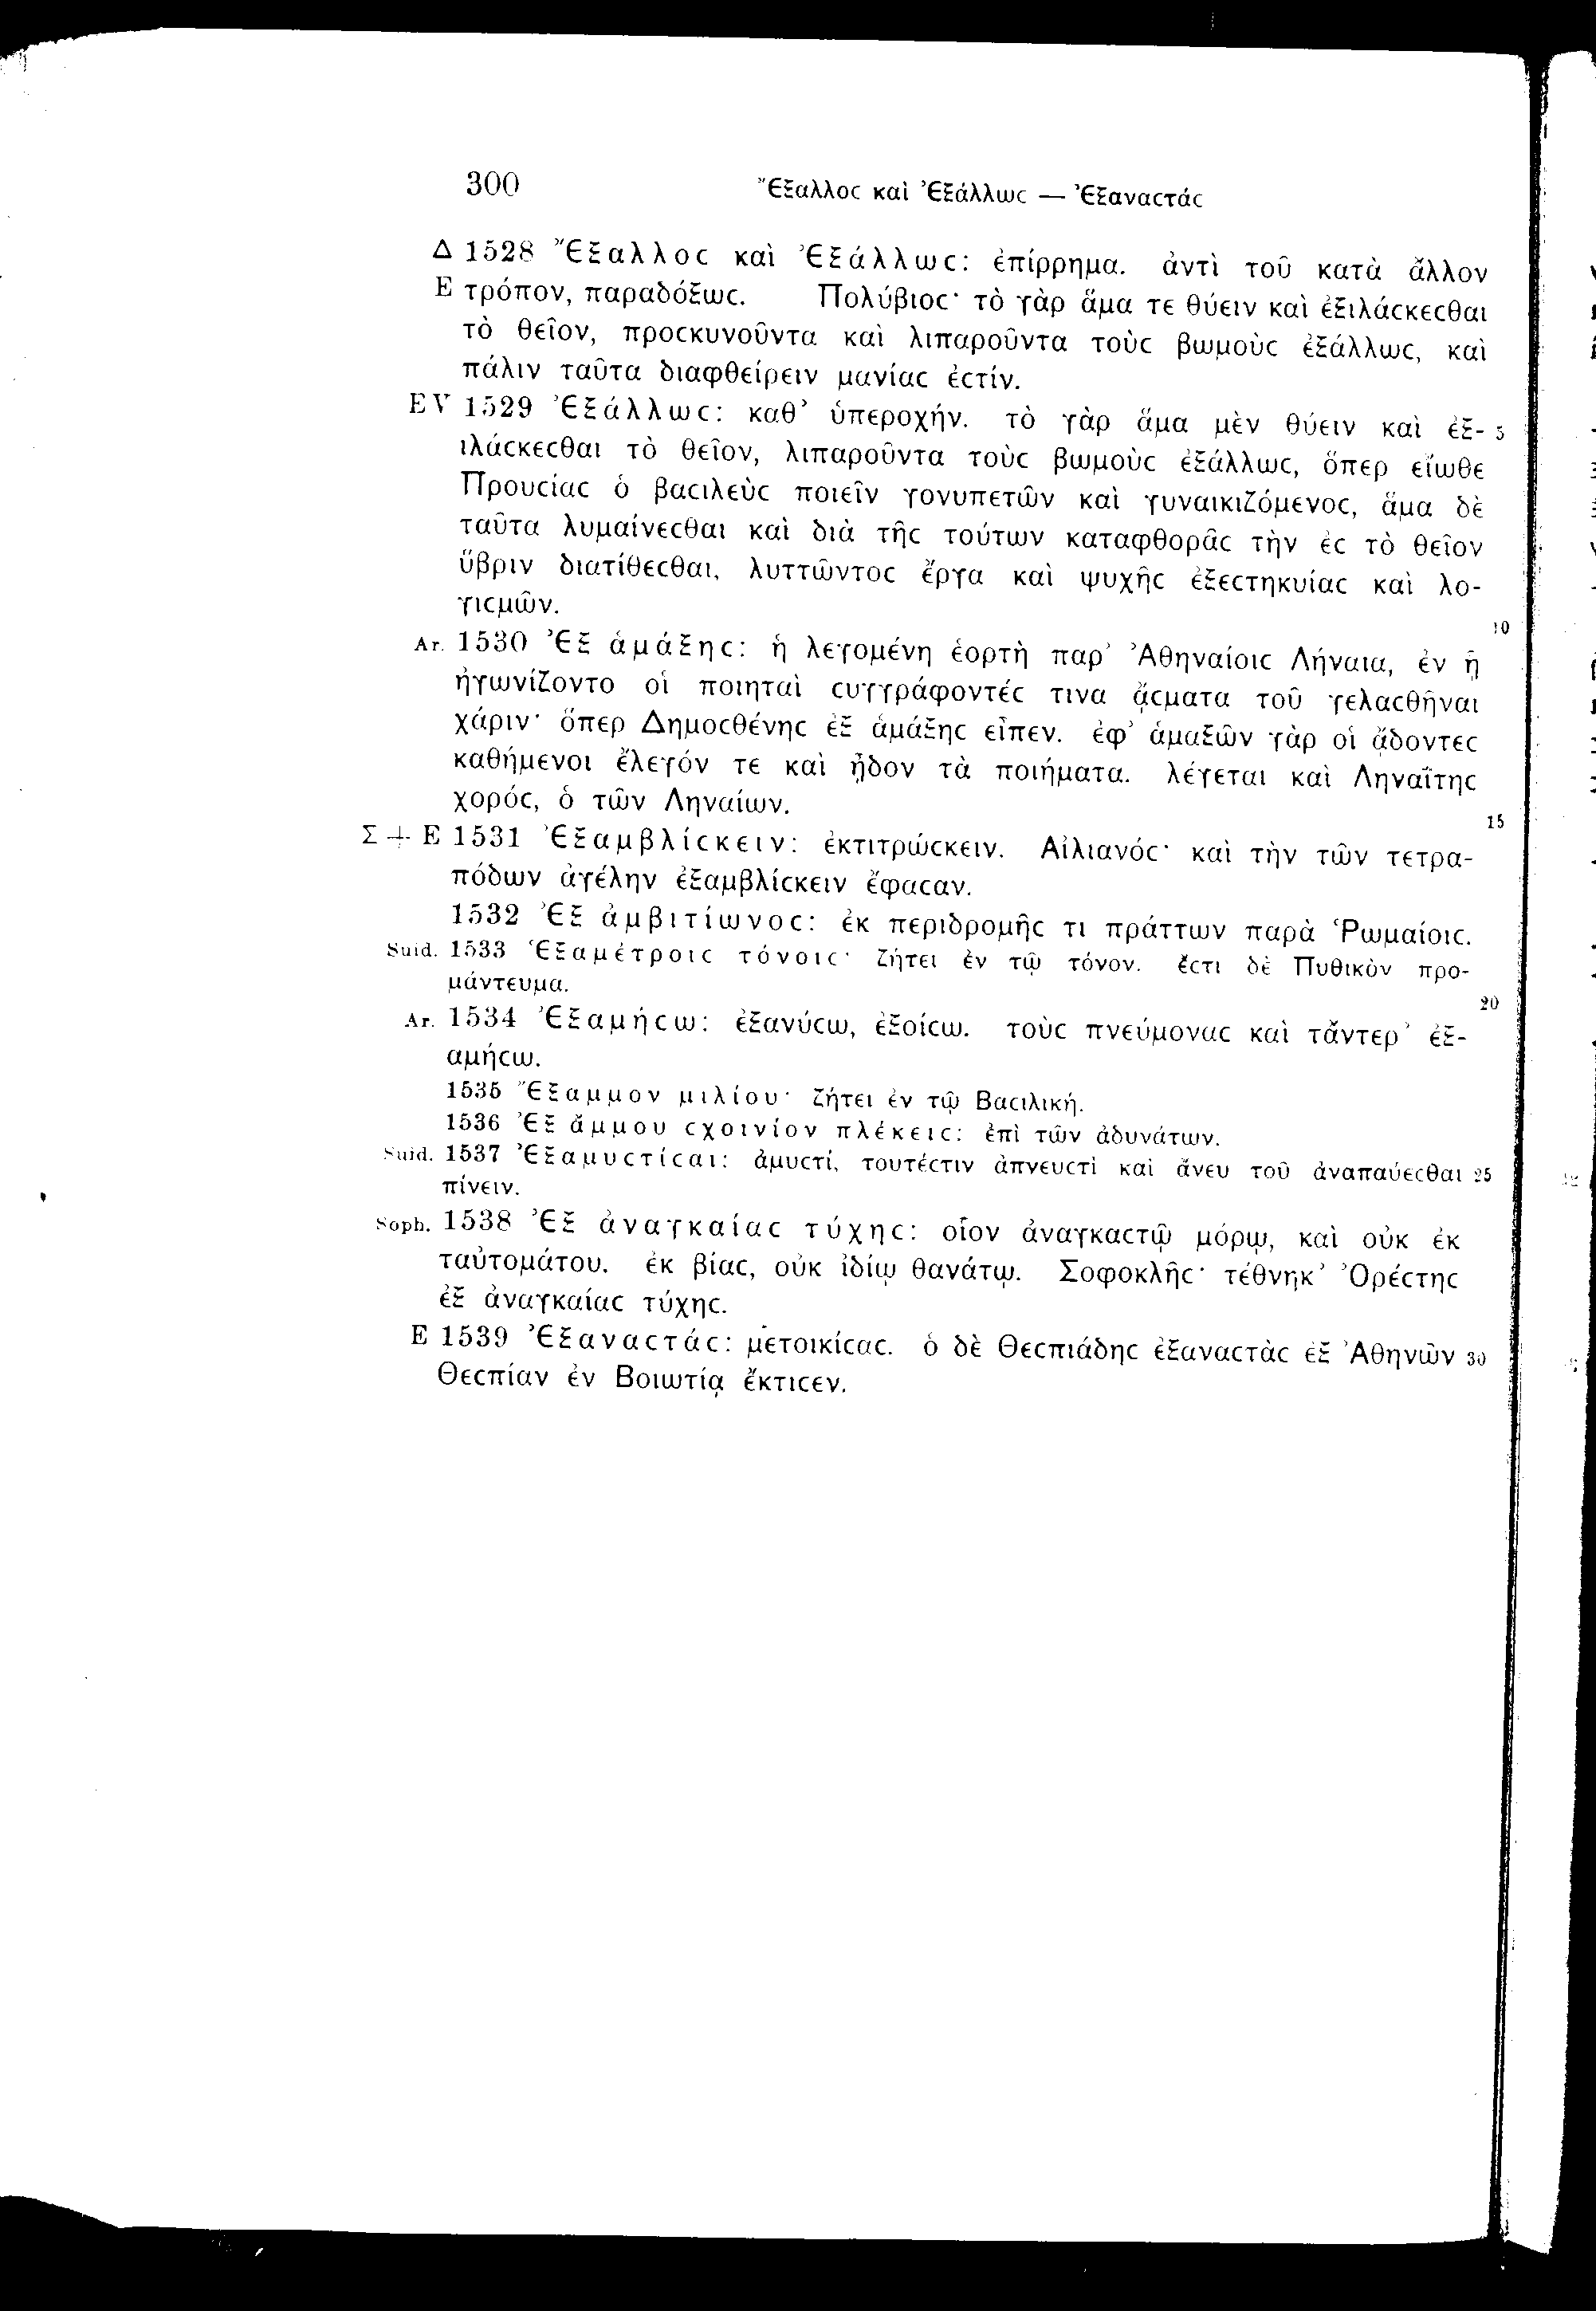 300 Ἔξαλλοϲ καὶ Ἐξάλλωϲ — Ἐξαναϲτάϲ
Δ 1528 Ἔξαλλοϲ καὶ Ἐξάλλωϲ: ἐπίρρημα. ἀντὶ τοῦ κατὰ ἄλλον
E τρόπον, παραδόξωϲ. Πολύβιοϲ· τὸ γὰρ ἅμα τε θύειν καὶ ἐξιλάϲκεϲθαι
τὸ θεῖον, προϲκυνοῦντα καὶ λιπαροῦντα τοὺϲ βωμοὺϲ ἐξάλλωϲ, καὶ
πάλιν ταῦτα διαφθείρειν μανίαϲ ἐϲτίν.
EV 1529 Ἐξάλλωϲ: καθ’ ὑπεροχήν. τὸ γὰρ ἅμα μὲν θύειν καὶ ἐξ- 5
ιλάϲκεϲθαι τὸ θεῖον, λιπαροῦντα τοὺϲ βωμοὺϲ ἐξάλλωϲ, ὅπερ εἴωθε
Προυϲίαϲ ὁ βαϲιλεὺϲ ποιεῖν γονυπετῶν καὶ γυναικιζόμενοϲ, ἅμα δὲ
ταῦτα λυμαίνεϲθαι καὶ διὰ τῆϲ τούτων καταφθορᾶϲ τὴν ἐϲ τὸ θεῖον
ὕβριν διατίθεϲθαι, λυττῶντοϲ ἔργα καὶ ψυχῆϲ ἐξεϲτηκυίαϲ καὶ λο-
γιϲμῶν. 10
Ar. 1530 Ἐξ ἁμάξηϲ: ἡ λεγομένη ἑορτὴ παρ’ Ἀθηναίοιϲ Λήναια, ἐν ᾗ
ἠγωνίζοντο οἱ ποιηταὶ ϲυγγράφοντέϲ τινα ᾄϲματα τοῦ γελαϲθῆναι
χάριν· ὅπερ Δημοϲθένηϲ ἐξ ἁμάξηϲ εἶπεν. ἐφ’ ἁμαξῶν γὰρ οἱ ᾄδοντεϲ
καθήμενοι ἔλεγόν τε καὶ ᾖδον τὰ ποιήματα. λέγεται καὶ Ληναΐτηϲ
χορόϲ, ὁ τῶν Ληναίων. 15
Σ + E 1531 Ἐξαμβλίϲκειν: ἐκτιτρώϲκειν. Αἰλιανόϲ· καὶ τὴν τῶν τετρα-
πόδων ἀγέλην ἐξαμβλίϲκειν ἔφαϲαν.
1532 Ἐξ ἀμβιτίωνοϲ: ἐκ περιδρομῆϲ τι πράττων παρὰ Ῥωμαίοιϲ.
Suid. 1533 Ἑξαμέτροιϲ τόνοιϲ· ζήτει ἐν τῷ τόνον. ἔϲτι δὲ Πυθικὸν προ-
μάντευμα. 20
Ar. 1534 Ἐξαμήϲω: ἐξανύϲω, ἐξοίϲω. τοὺϲ πνεύμοναϲ καὶ τἄντερ’ ἐξ-
αμήϲω.
1535 Ἔξαμμον μιλίου· ζήτει ἐν τῷ Βαϲιλική.
1536 Ἐξ ἄμμου ϲχοινίον πλέκειϲ: ἐπὶ τῶν ἀδυνάτων.
Suid. 1537 Ἐξαμυϲτίϲαι: ἀμυϲτί, τουτέϲτιν ἀπνευϲτὶ καὶ ἄνευ τοῦ ἀναπαύεϲθαι 25
πίνειν.
Soph. 1538 Ἐξ ἀναγκαίαϲ τύχηϲ: οἷον ἀναγκαϲτῷ μόρῳ, καὶ οὐκ ἐκ
ταὐτομάτου. ἐκ βίαϲ, οὐκ ἰδίῳ θανάτῳ. Σοφοκλῆϲ· τέθνηκ’ Ὀρέϲτηϲ
ἐξ ἀναγκαίαϲ τύχηϲ.
E 1539 Ἐξαναϲτάϲ: μετοικίϲαϲ. ὁ δὲ Θεϲπιάδηϲ ἐξαναϲτὰϲ ἐξ Ἀθηνῶν 30
Θεϲπίαν ἐν Βοιωτίᾳ ἔκτιϲεν.